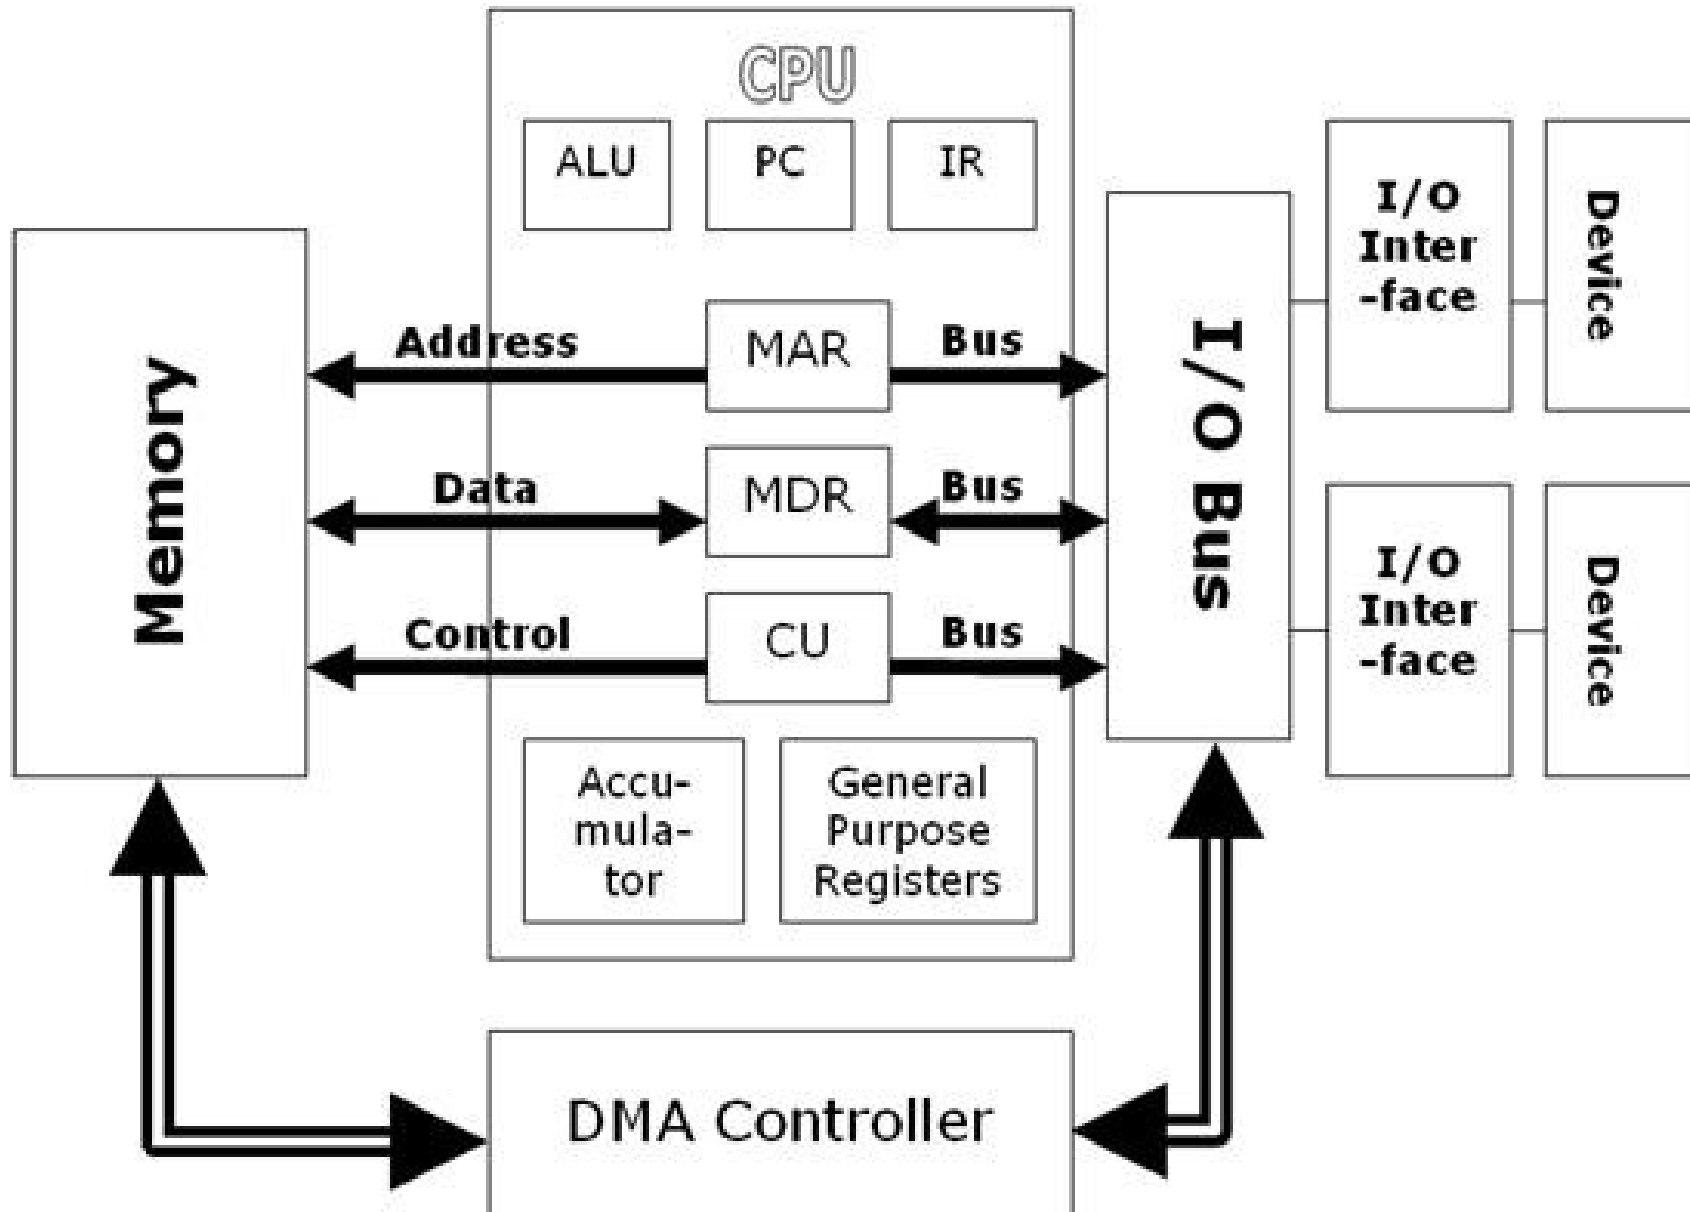 CPU
ALU
PC
IR
Memory
Address
MAR
Bus
Data
MDR
Bus
Control
CU
Bus
Accu-
mula-
tor
General
Purpose
Registers
I/O Bus
I/O
Inter
-face
Device
I/O
Inter
-face
Device
DMA Controller